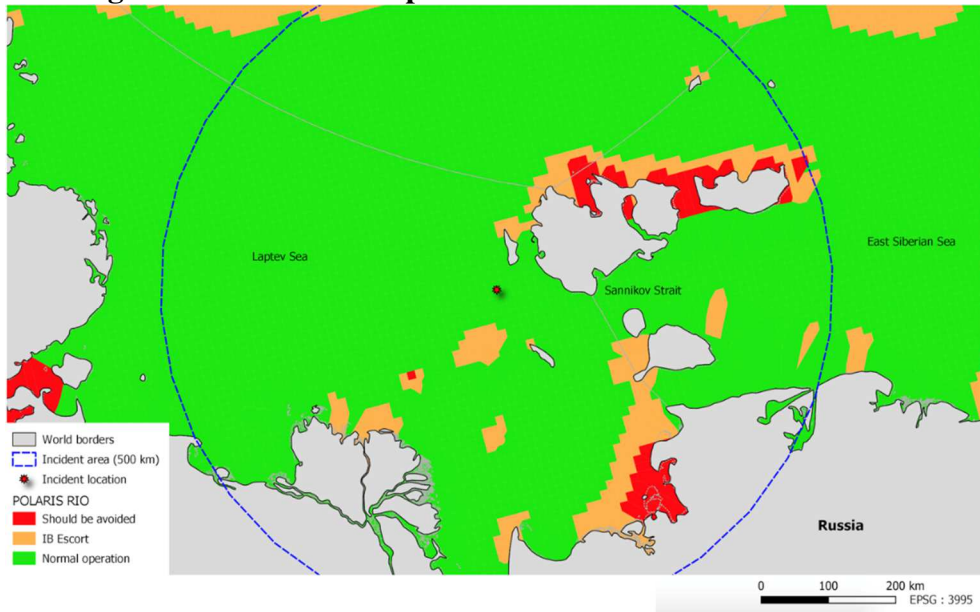 Laptev Sea
East Siberian Sea
Sannikov Strait
World borders
Incident area (500 km)
Incident location
POLARIS RIO
Should be avoided
IB Escort
Normal operation
Russia
0 100 200 km
EPSG : 3995